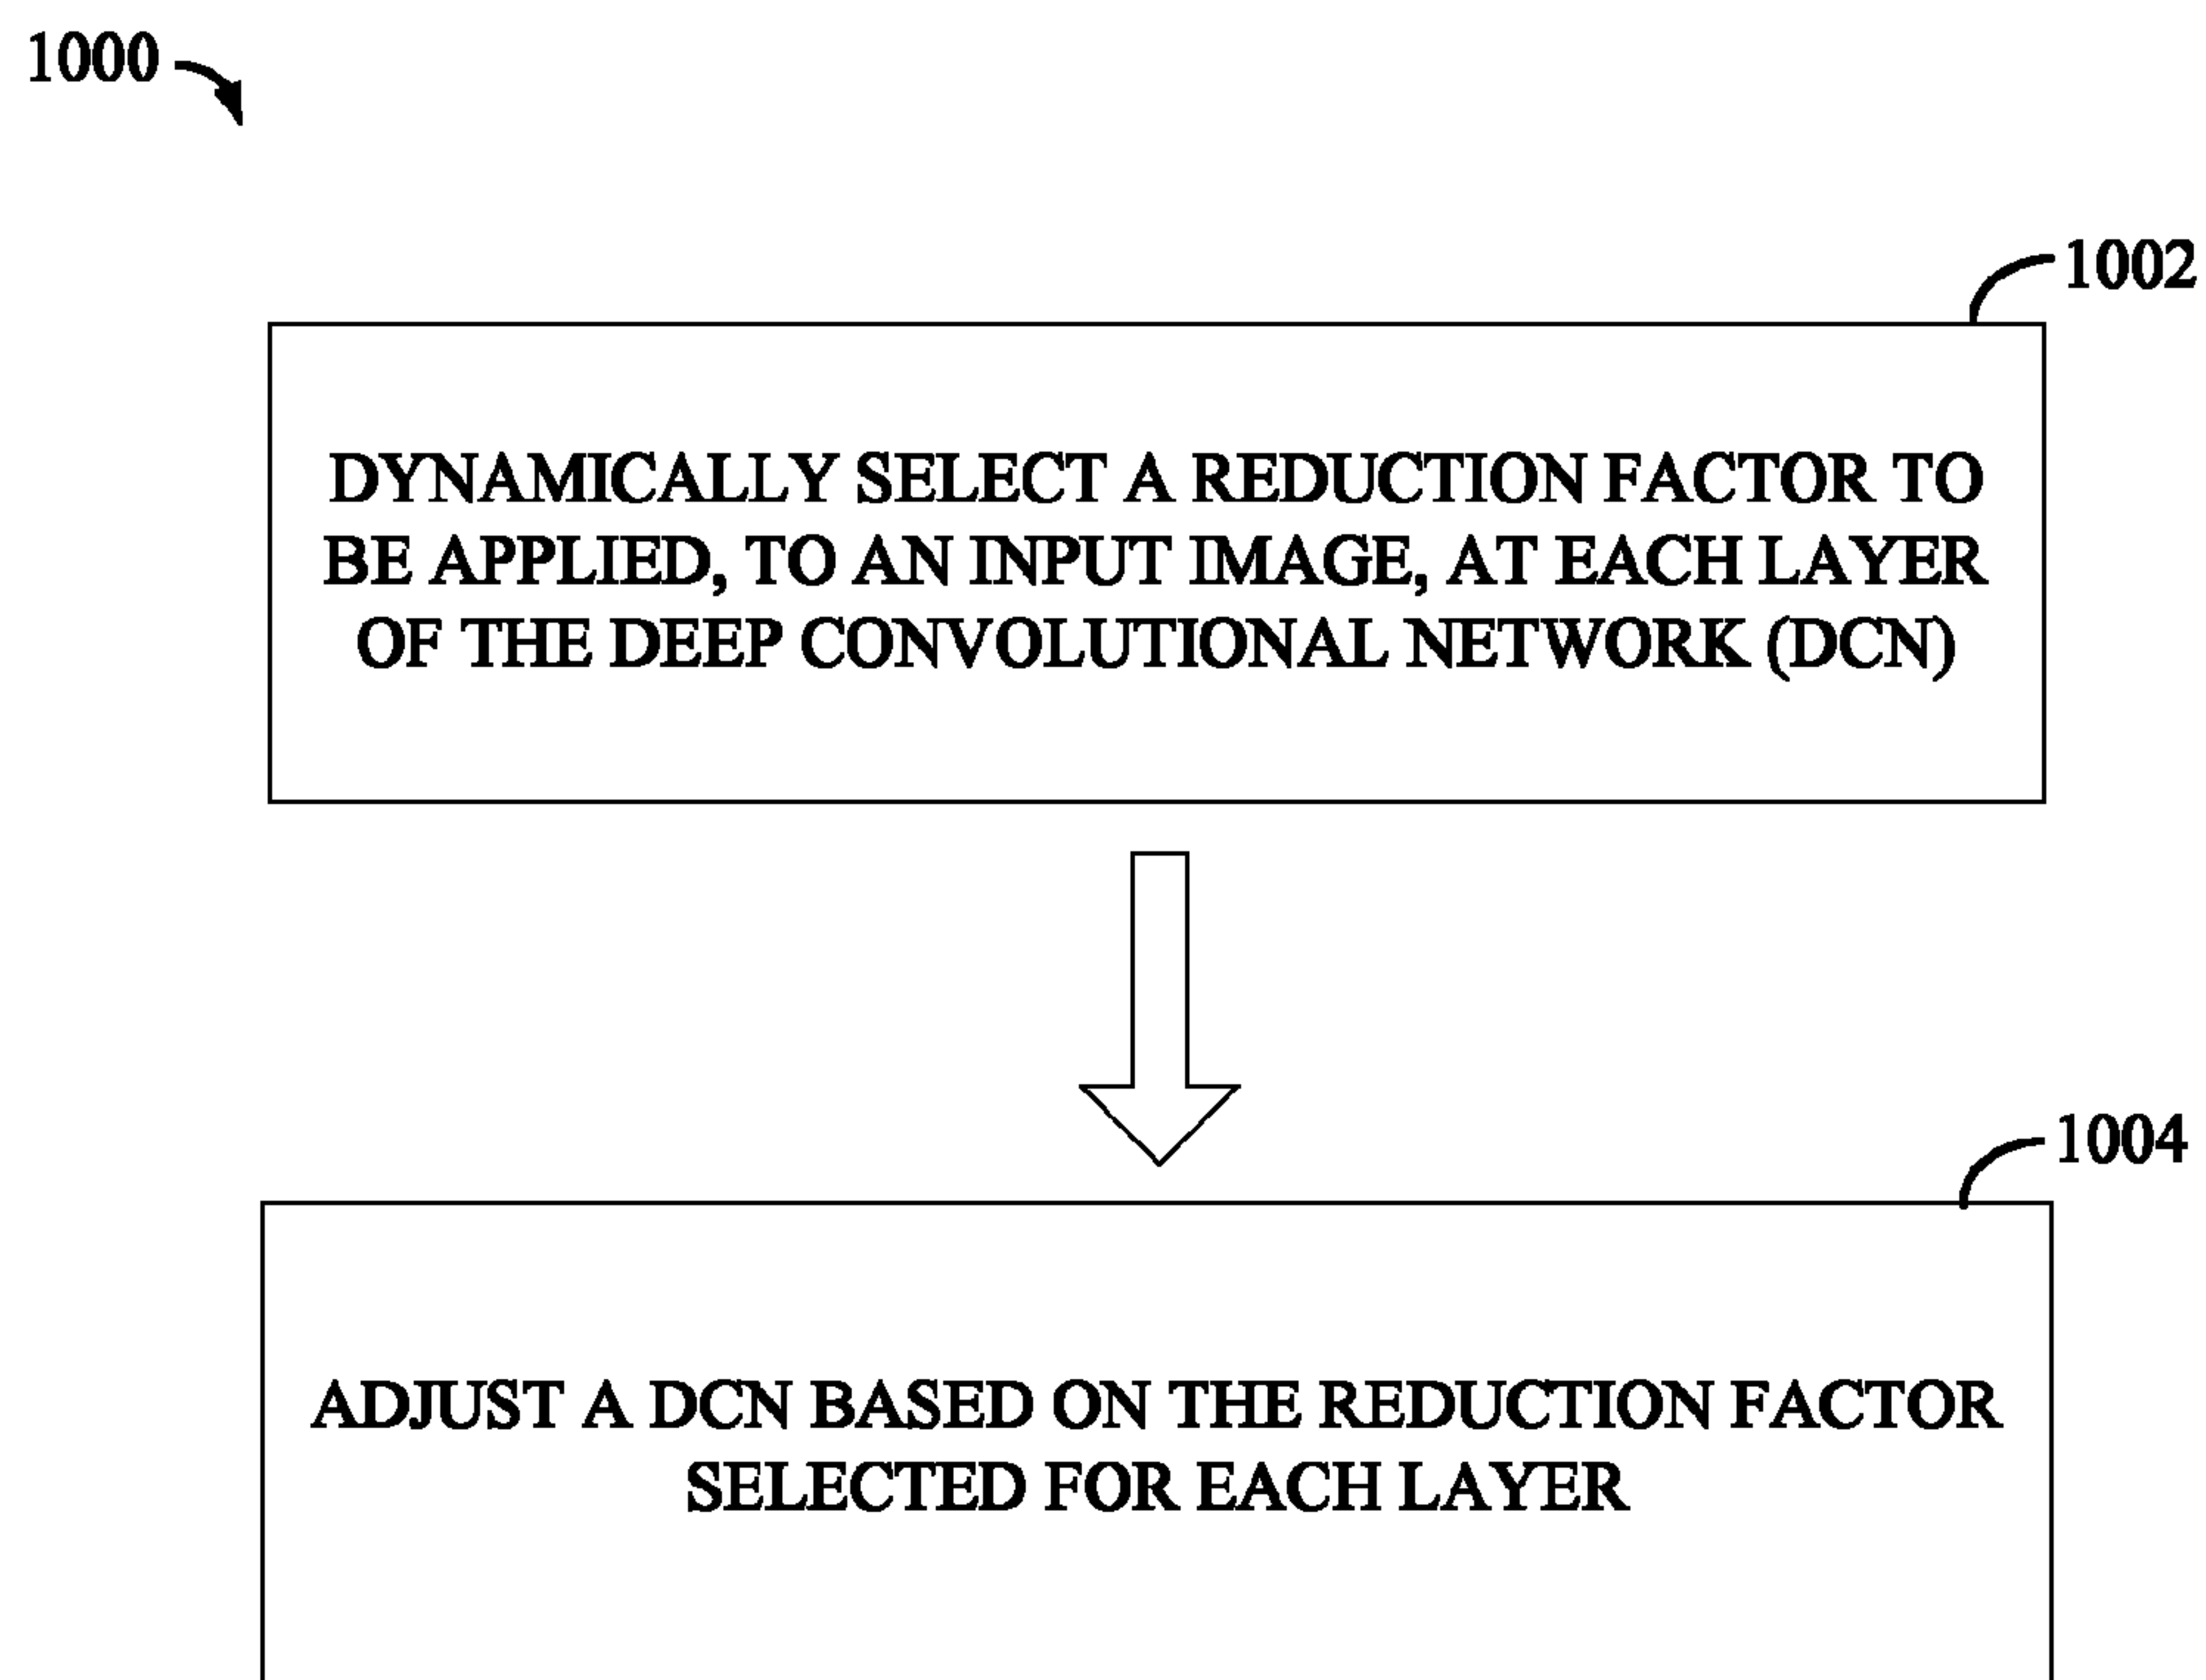 1000
1002
DYNAMICALLY SELECT A REDUCTION FACTOR TO
BE APPLIED, TO AN INPUT IMAGE, AT EACH LAYER
OF THE DEEP CONVOLUTIONAL NETWORK (DCN)
1004
ADJUST A DCN BASED ON THE REDUCTION FACTOR
SELECTED FOR EACH LAYER